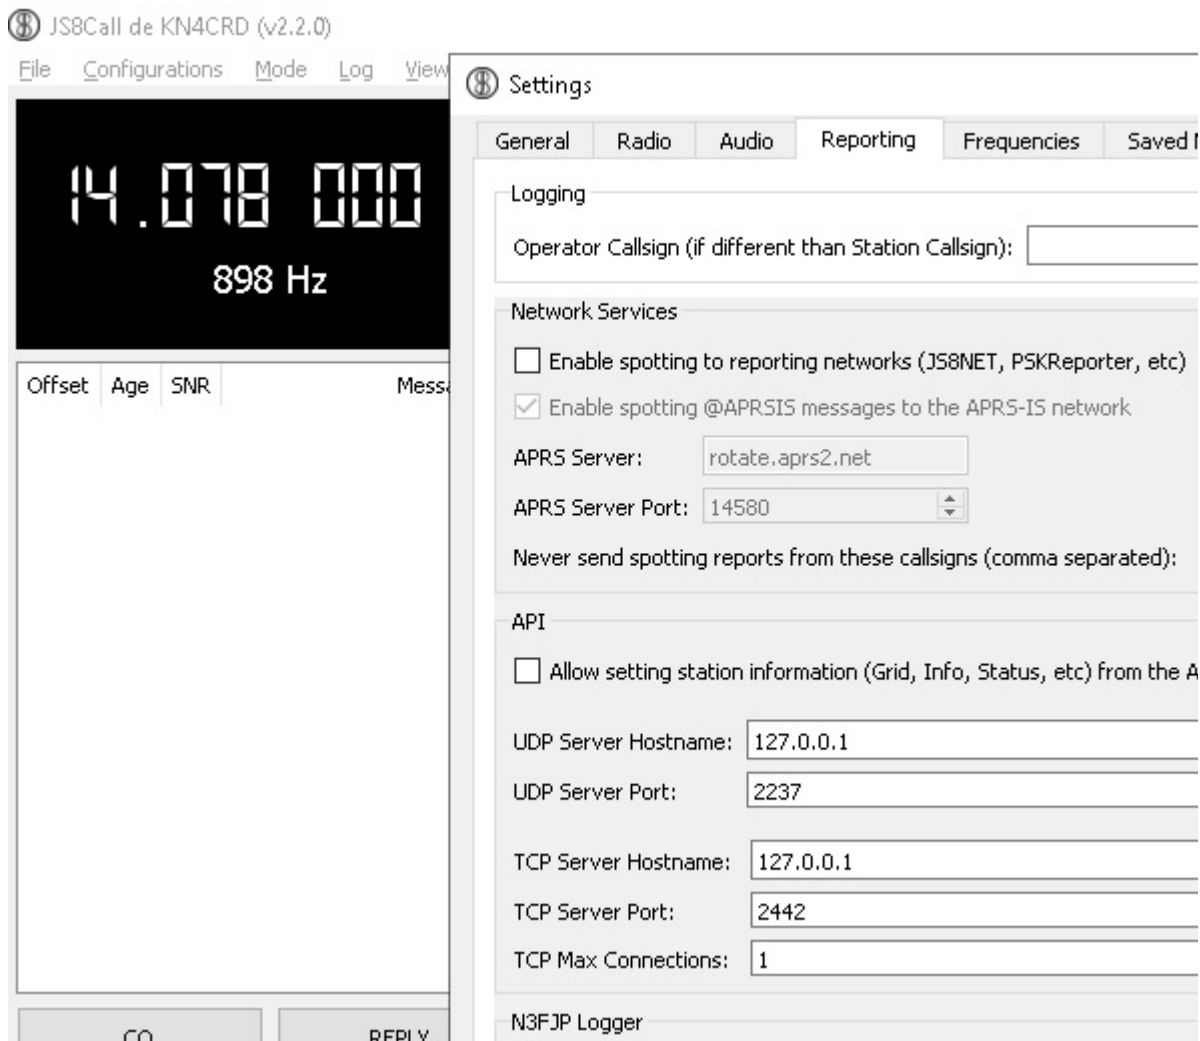 JS8Call de KN4CRD (v2.2.0)
File Configurations Mode Log View
14.078 000
898 Hz
Offset Age SNR
CQ REPLY
Settings
General Radio Audio Reporting Frequencies Saved
Logging
Operator Callsign (if different than Station Callsign):
Network Services
Enable spotting to reporting networks (JS8NET, PSKReporter, etc)
Enable spotting @APRSIS messages to the APRS-IS network
APRS Server: rotate.aprs2.net
APRS Server Port: 14580
Never send spotting reports from these callsigns (comma separated):
API
Allow setting station information (Grid, Info, Status, etc) from the
UDP Server Hostname: 127.0.0.1
UDP Server Port: 2237
TCP Server Hostname: 127.0.0.1
TCP Server Port: 2442
TCP Max Connections: 1
N3FJP Logger